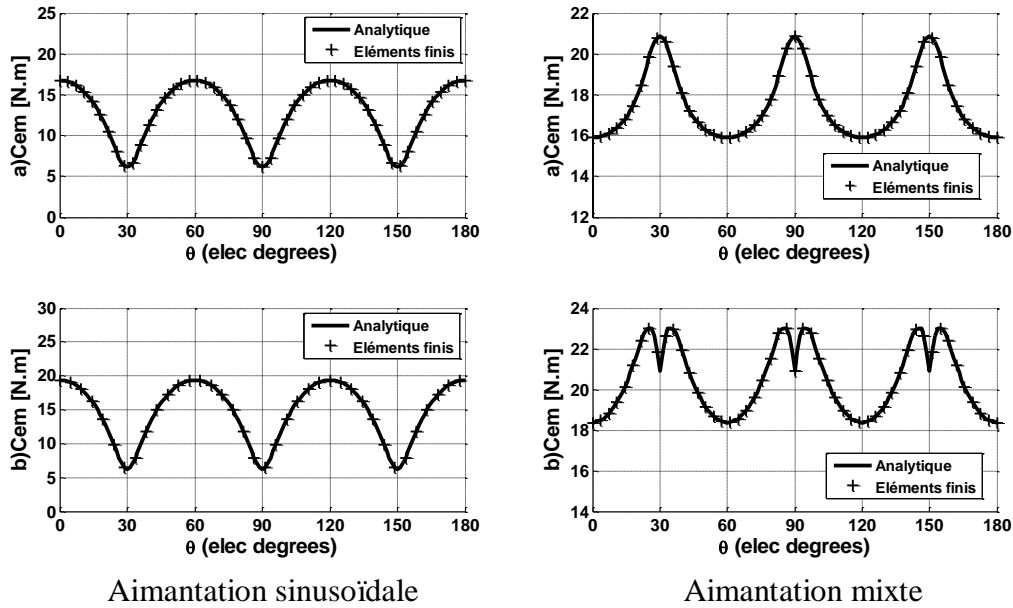 a)Cem [N.m]
25
20
15
10
5
0
Analytique
Eléments finis
0 30 60 90 120 150 180
θ (elec degrees)
a)Cem [N.m]
22
20
18
16
14
12
Analytique
Eléments finis
0 30 60 90 120 150 180
θ (elec degrees)
b)Cem [N.m]
30
25
20
15
10
5
0
Analytique
Eléments finis
0 30 60 90 120 150 180
θ (elec degrees)
Aimantation sinusoïdale
b)Cem [N.m]
24
22
20
18
16
14
Analytique
Eléments finis
0 30 60 90 120 150 180
θ (elec degrees)
Aimantation mixte